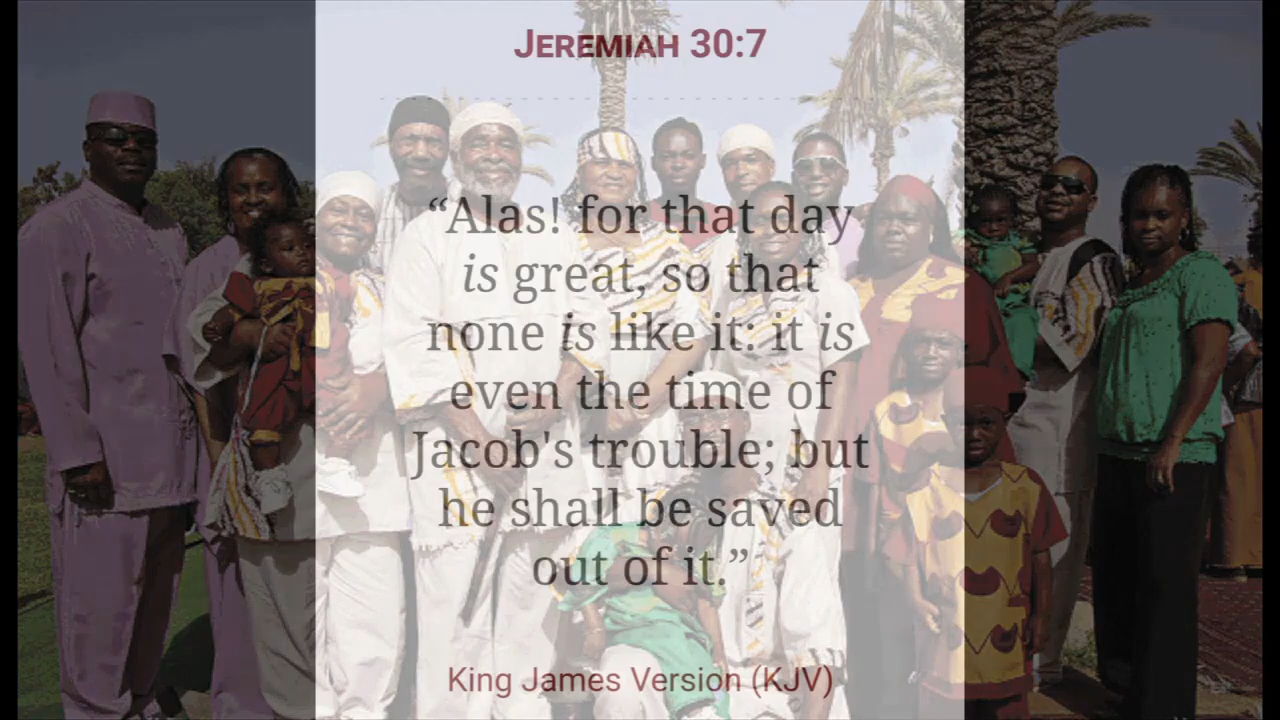 JEREMIAH 30:7
“Alas! for that day
is great, so that
none is like it: it is
even the time of
Jacob's trouble; but
he shall be saved
out of it.”
King James Version (KJV)